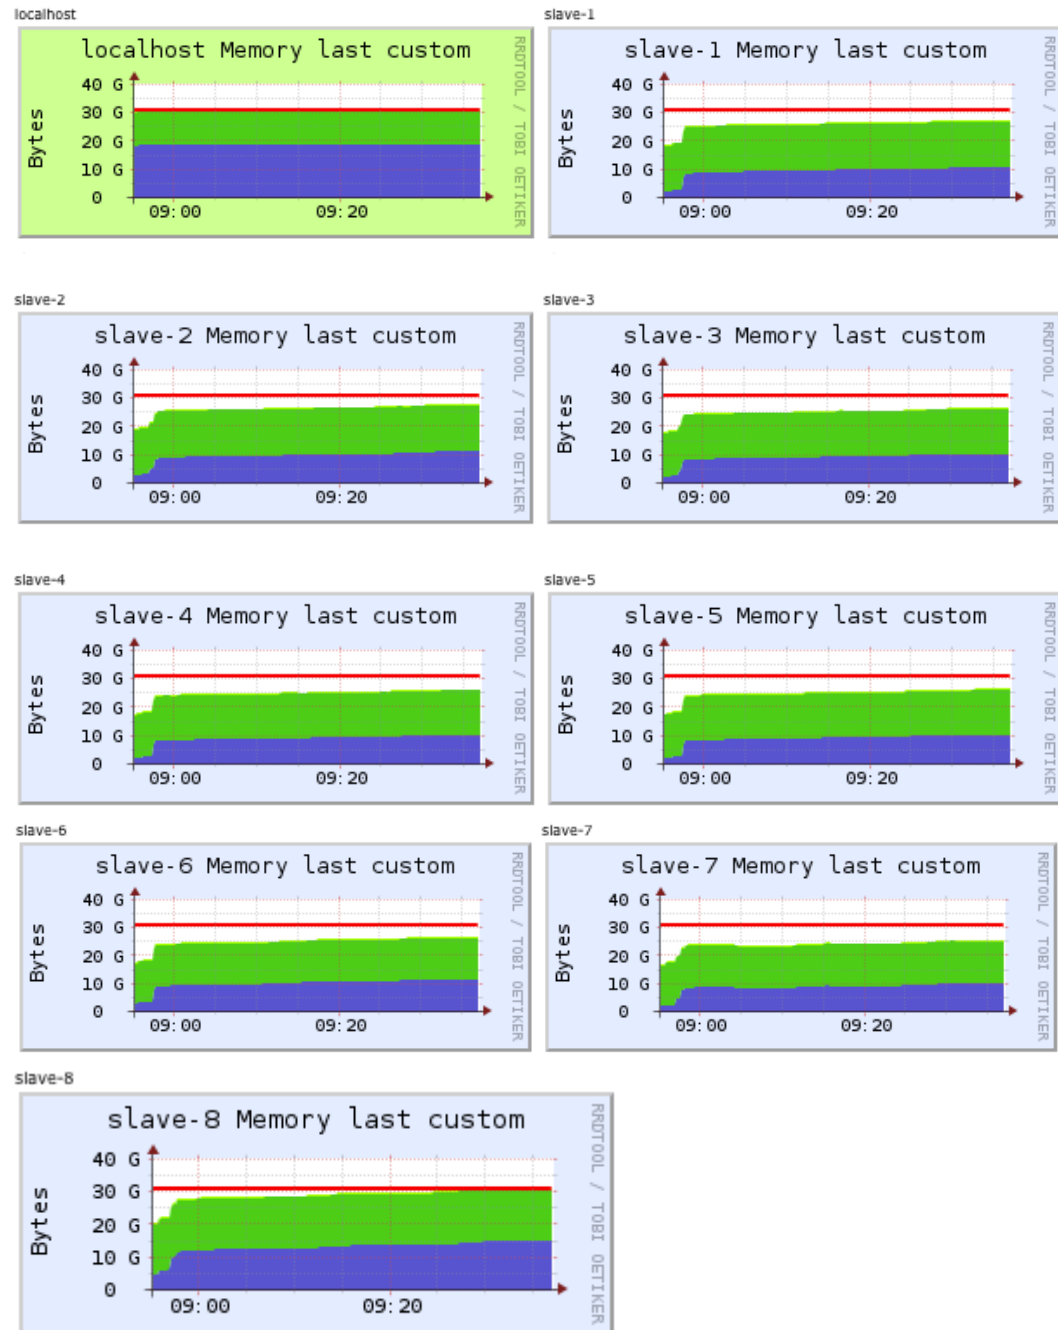 localhost
localhost Memory last custom
Bytes
40 G
30 G
20 G
10 G
0
09:00 09:20
RRDTOOL / TOBI OETIKER
slave-1
slave-1 Memory last custom
Bytes
40 G
30 G
20 G
10 G
0
09:00 09:20
RRDTOOL / TOBI OETIKER
slave-2
slave-2 Memory last custom
Bytes
40 G
30 G
20 G
10 G
0
09:00 09:20
RRDTOOL / TOBI OETIKER
slave-3
slave-3 Memory last custom
Bytes
40 G
30 G
20 G
10 G
0
09:00 09:20
RRDTOOL / TOBI OETIKER
slave-4
slave-4 Memory last custom
Bytes
40 G
30 G
20 G
10 G
0
09:00 09:20
RRDTOOL / TOBI OETIKER
slave-5
slave-5 Memory last custom
Bytes
40 G
30 G
20 G
10 G
0
09:00 09:20
RRDTOOL / TOBI OETIKER
slave-6
slave-6 Memory last custom
Bytes
40 G
30 G
20 G
10 G
0
09:00 09:20
RRDTOOL / TOBI OETIKER
slave-7
slave-7 Memory last custom
Bytes
40 G
30 G
20 G
10 G
0
09:00 09:20
RRDTOOL / TOBI OETIKER
slave-8
slave-8 Memory last custom
Bytes
40 G
30 G
20 G
10 G
0
09:00 09:20
RRDTOOL / TOBI OETIKER